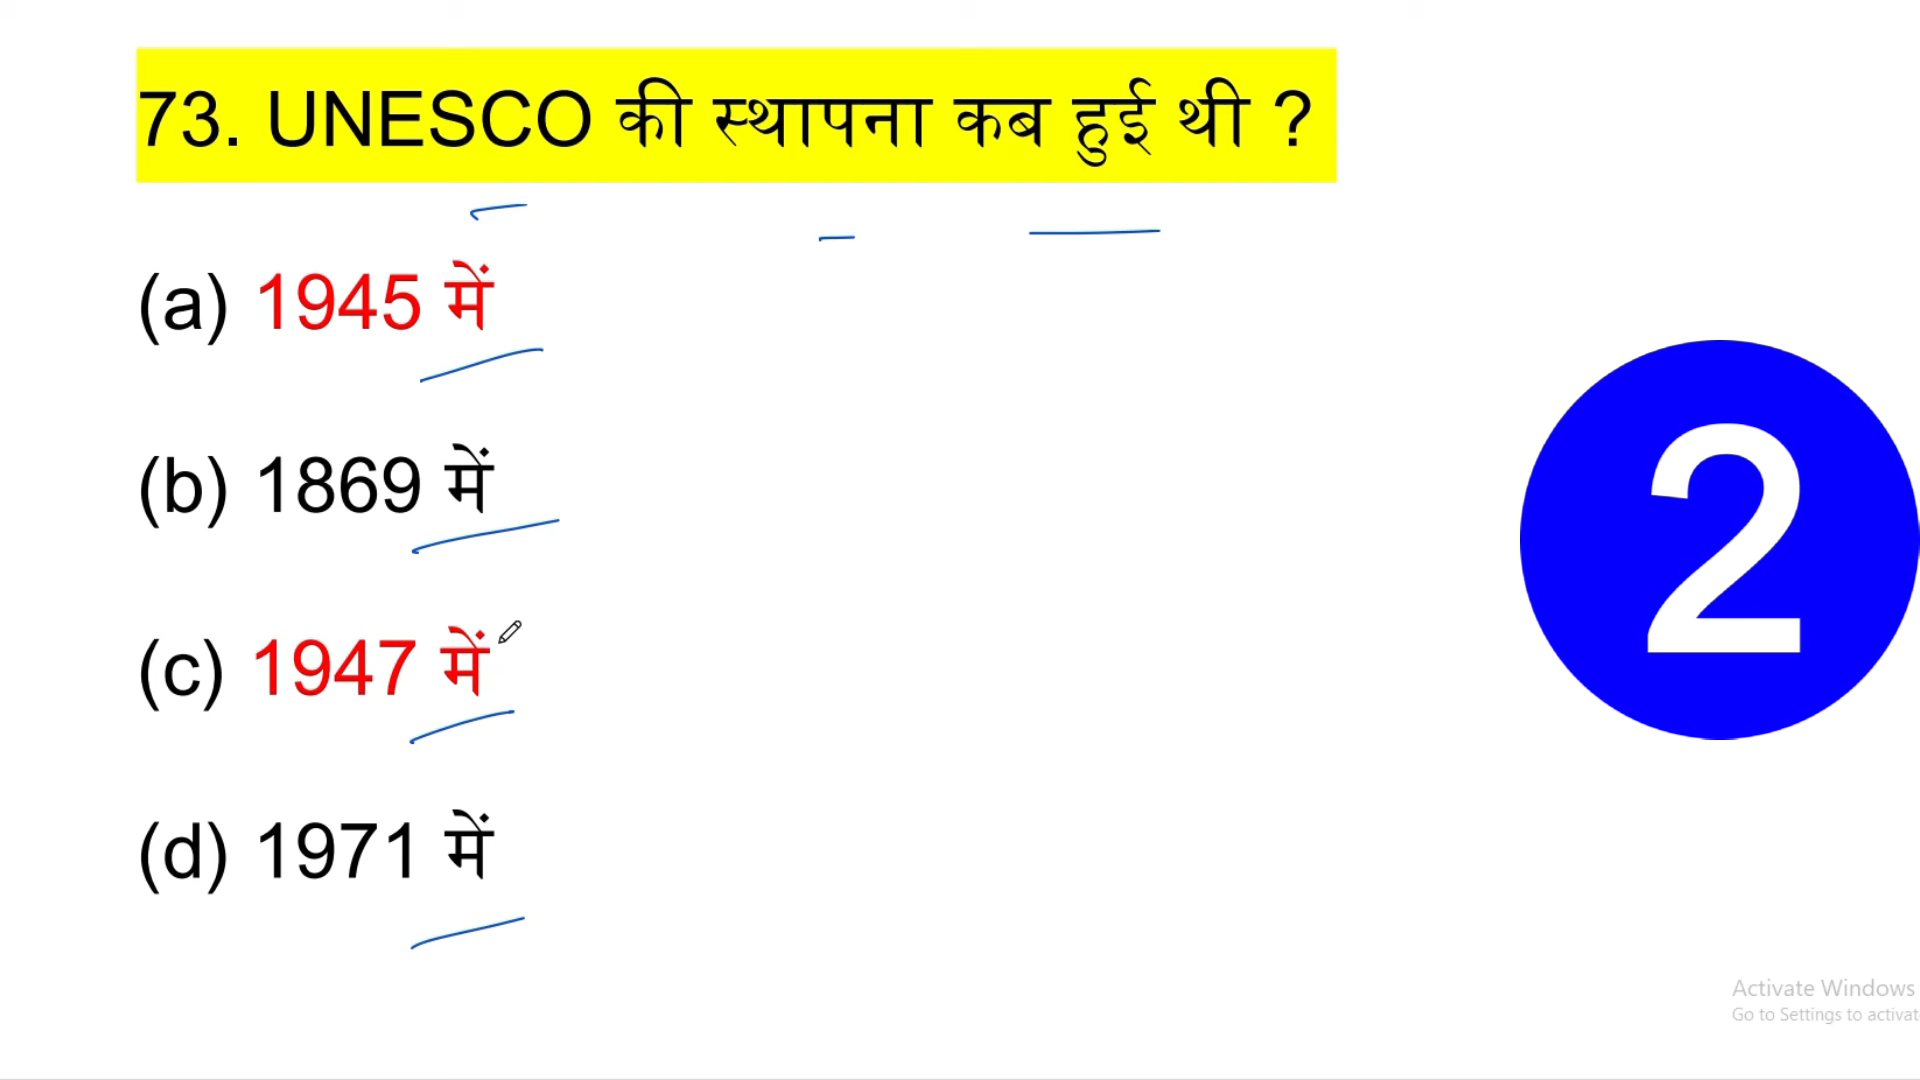 73. UNESCO की स्थापना कब हुई थी ?
(a) 1945 में
(b) 1869 में
(c) 1947 में
(d) 1971 में
2
Activate Windows
Go to Settings to activat